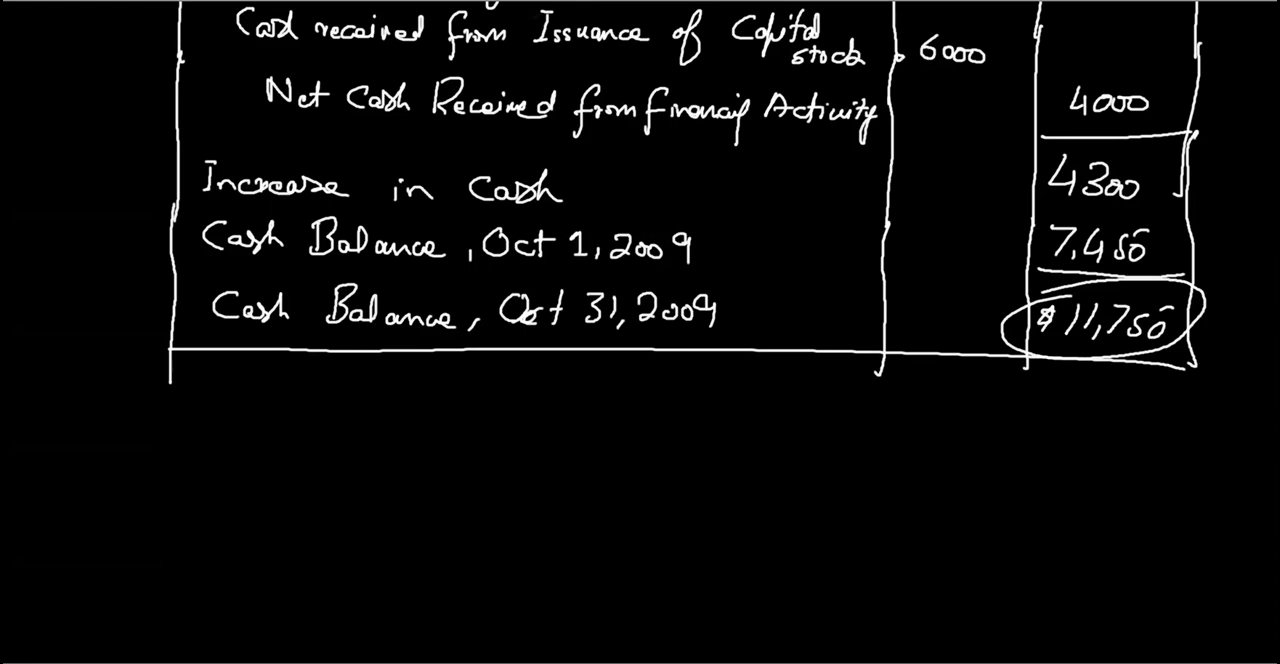 Cash received from Issuance of Capital stock 6000
Net Cash Received from Financig Activity 4000
Increase in Cash 4300
Cash Balance, Oct 1, 2009 7,450
Cash Balance, Oct 31, 2009 $11,750